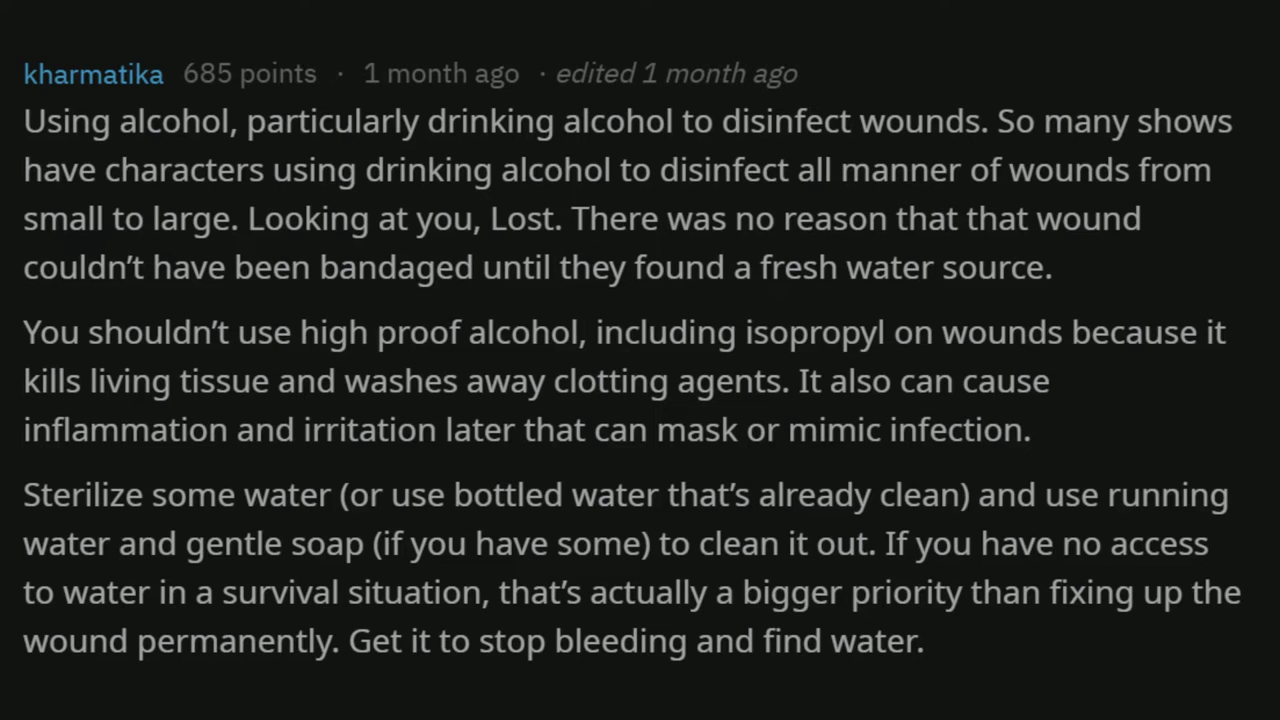 kharmatika 685 points · 1 month ago · edited 1 month ago
Using alcohol, particularly drinking alcohol to disinfect wounds. So many shows
have characters using drinking alcohol to disinfect all manner of wounds from
small to large. Looking at you, Lost. There was no reason that that wound
couldn’t have been bandaged until they found a fresh water source.
You shouldn’t use high proof alcohol, including isopropyl on wounds because it
kills living tissue and washes away clotting agents. It also can cause
inflammation and irritation later that can mask or mimic infection.
Sterilize some water (or use bottled water that’s already clean) and use running
water and gentle soap (if you have some) to clean it out. If you have no access
to water in a survival situation, that’s actually a bigger priority than fixing up the
wound permanently. Get it to stop bleeding and find water.